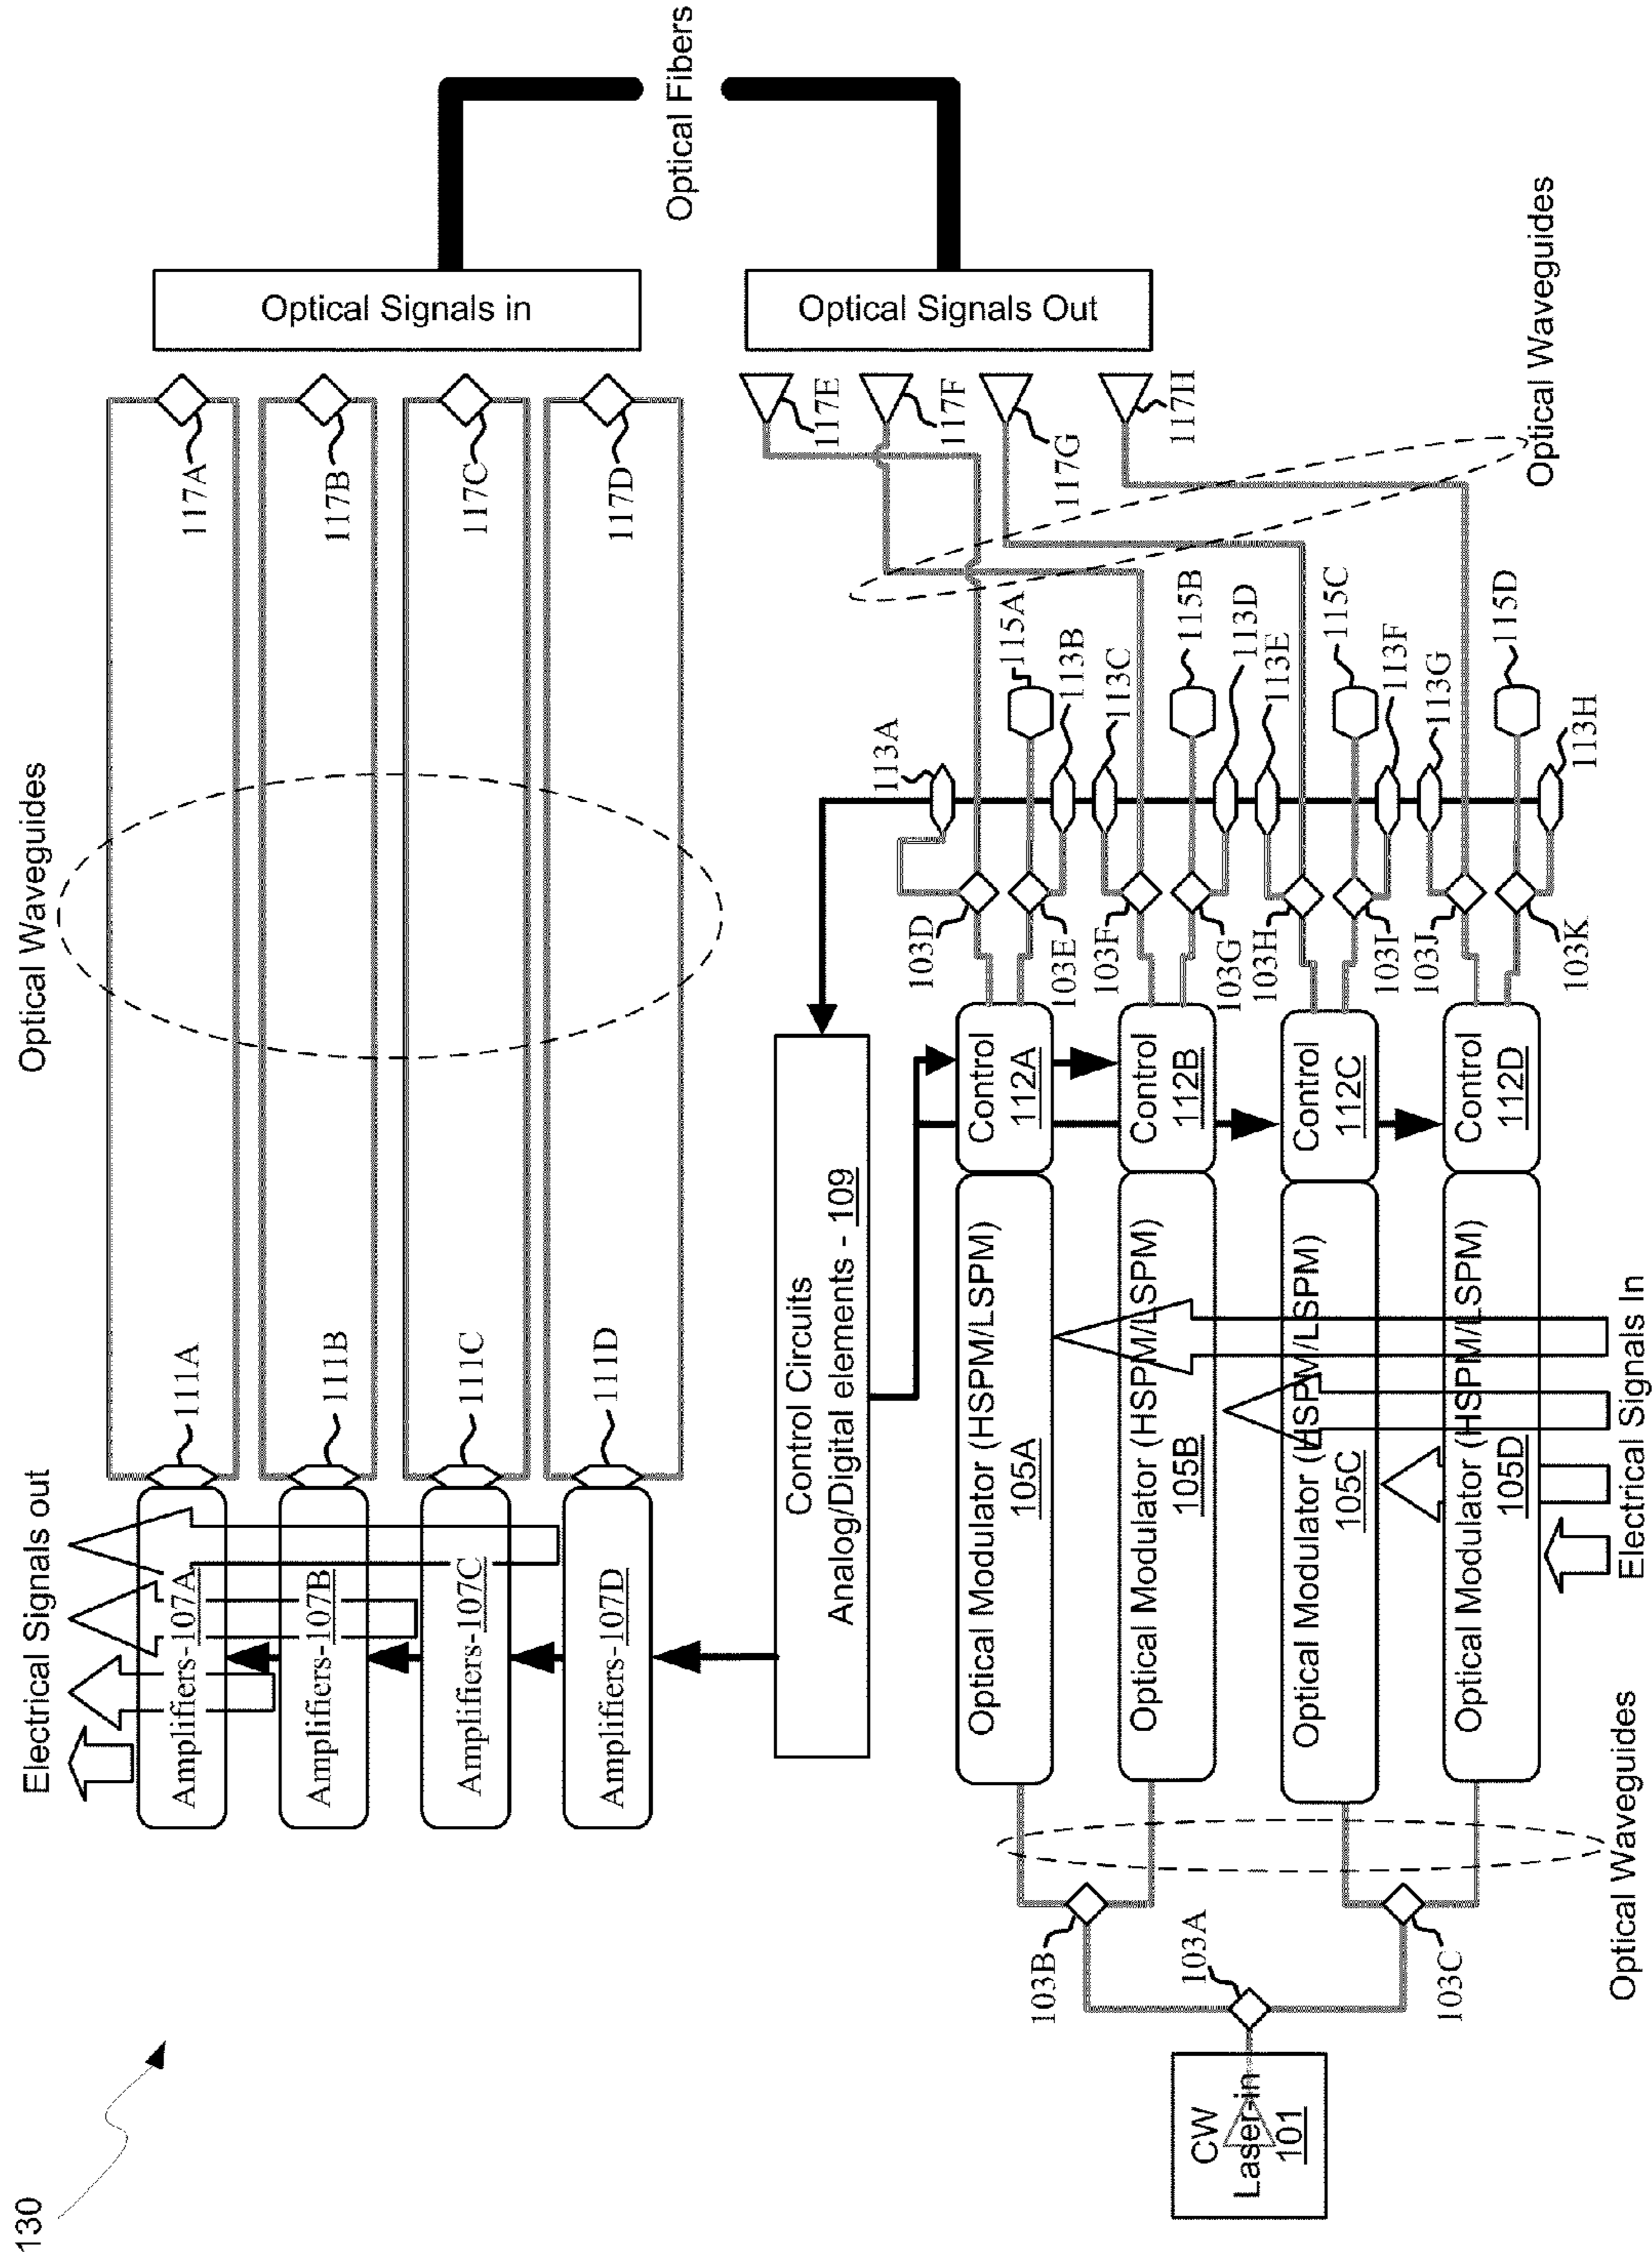 130
Electrical Signals out
Optical Waveguides
Amplifiers-107A
111A
117A
Amplifiers-107B
111B
117B
Amplifiers-107C
111C
117C
Amplifiers-107D
111D
117D
Optical Signals in
Optical Fibers
Optical Signals Out
Control Circuits
Analog/Digital elements - 109
117E
117F
117G
117H
Optical Waveguides
CW
Laser-in
101
103A
103B
103C
Optical Waveguides
Optical Modulator (HSPM/LSPM)
105A
Control
112A
Optical Modulator (HSPM/LSPM)
105B
Control
112B
Optical Modulator (HSPM/LSPM)
105C
Control
112C
Optical Modulator (HSPM/LSPM)
105D
Control
112D
Electrical Signals In
103D
103E
103F
103G
103H
103I
103J
103K
113A
115A
113B
113C
115B
113D
113E
115C
113F
113G
115D
113H